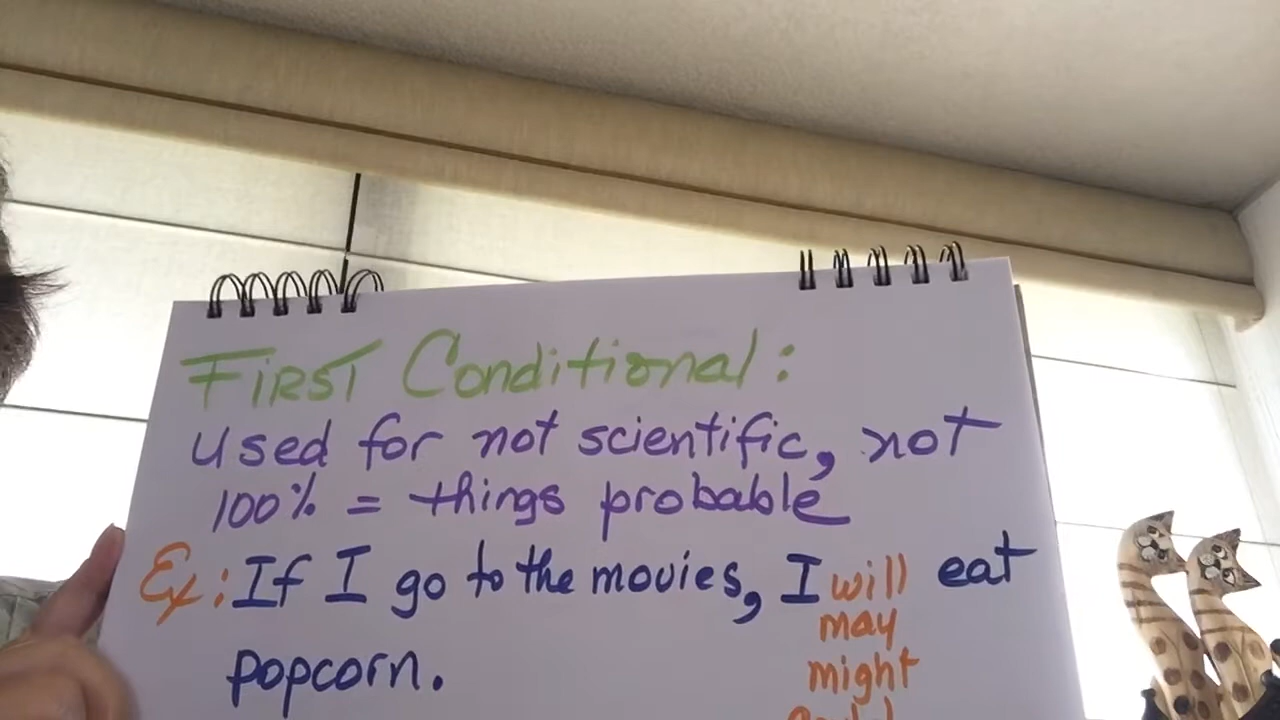 First Conditional:
Used for not scientific, not
100% = things probable
Ex: If I go to the movies, I will eat
may
might
popcorn.